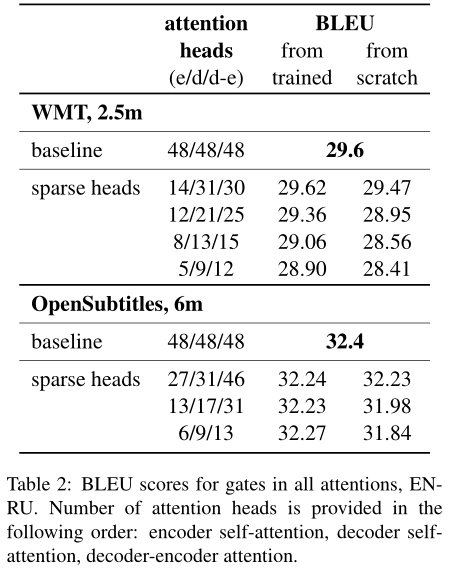 attention BLEU
heads from from
(e/d/d-e) trained scratch
WMT, 2.5m
baseline 48/48/48 29.6
sparse heads 14/31/30 29.62 29.47
12/21/25 29.36 28.95
8/13/15 29.06 28.56
5/9/12 28.90 28.41
OpenSubtitles, 6m
baseline 48/48/48 32.4
sparse heads 27/31/46 32.24 32.23
13/17/31 32.23 31.98
6/9/13 32.27 31.84
Table 2: BLEU scores for gates in all attentions, EN-
RU. Number of attention heads is provided in the
following order: encoder self-attention, decoder self-
attention, decoder-encoder attention.